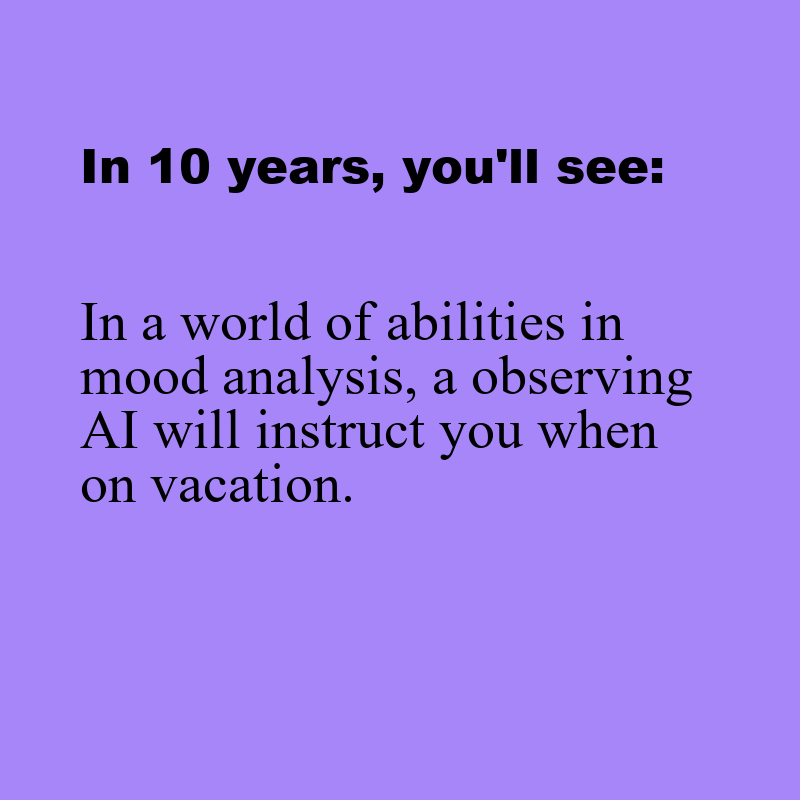 In 10 years, you'll see:
In a world of abilities in
mood analysis, a observing
AI will instruct you when
on vacation.